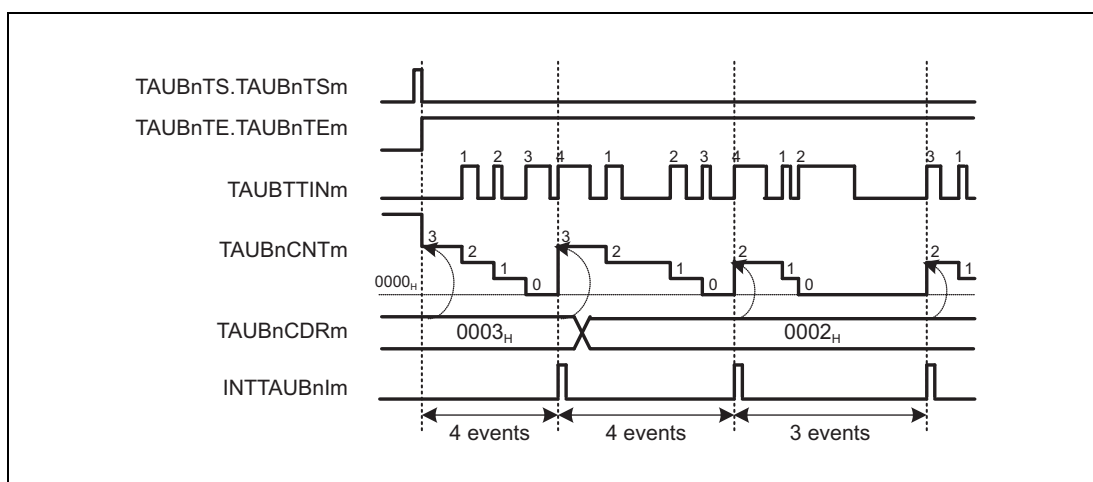 TAUBnTS.TAUBnTSm
TAUBnTE.TAUBnTEm
1 2 3 4 1 2 3 4 1 2 3 1
TAUBTTINm
TAUBnCNTm
3 2 1 0 3 2 1 0 2 1 2 1
0000H
TAUBnCDRm
0003H 0002H
INTTAUBnIm
4 events 4 events 3 events